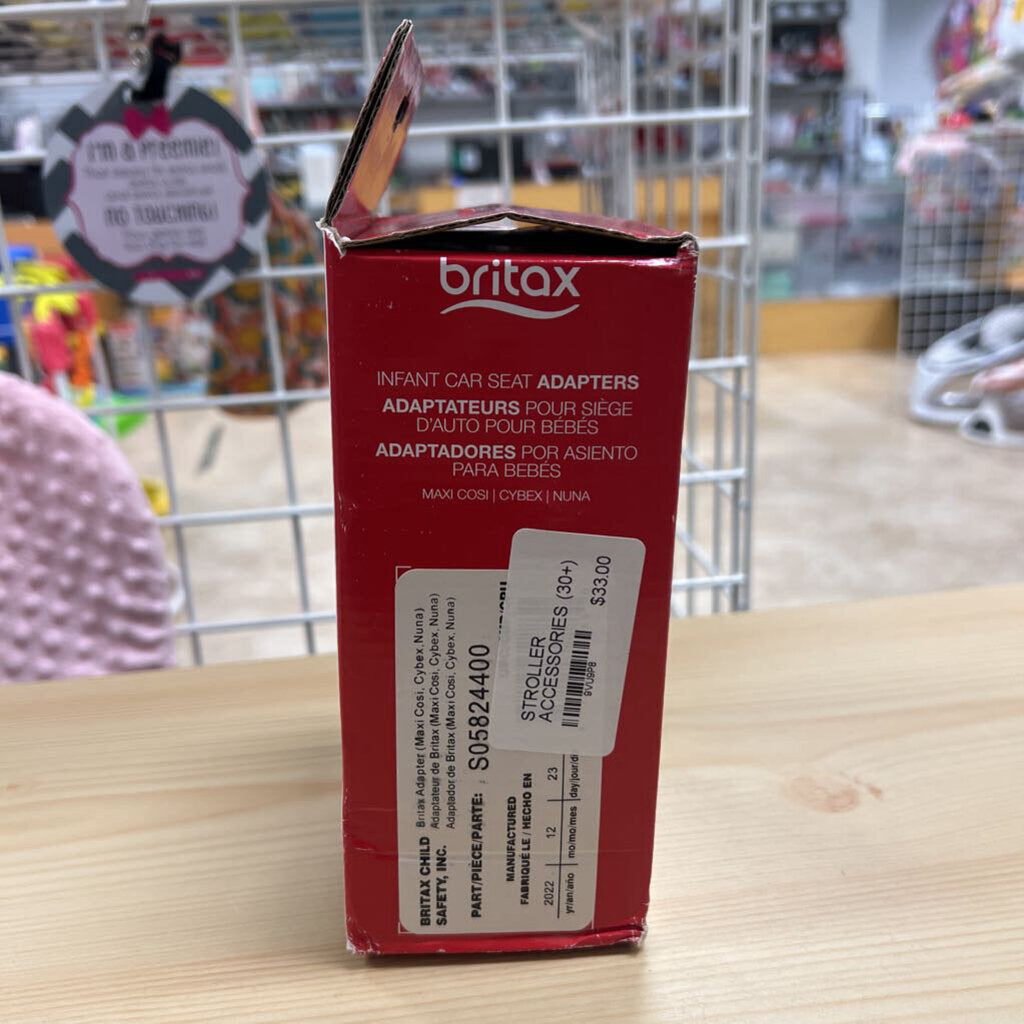 I'm a Preemie!
NO TOUCHING!
britax
INFANT CAR SEAT ADAPTERS
ADAPTATEURS POUR SIÈGE
D'AUTO POUR BÉBÉS
ADAPTADORES POR ASIENTO
PARA BEBÉS
MAXI COSI | CYBEX | NUNA
STROLLER
ACCESSORIES (30+)
$33.00
9VU9P8
BRITAX CHILD
SAFETY, INC.
Britax Adapter (Maxi Cosi, Cybex, Nuna)
Adaptateur de Britax (Maxi Cosi, Cybex, Nuna)
Adaptador de Britax (Maxi Cosi, Cybex, Nuna)
PART/PIÈCE/PARTE: S05824400
MANUFACTURED
FABRIQUÉ LE / HECHO EN
2022 | 12 | 23
yr/an/año | mo/mo/mes | day/jour/di